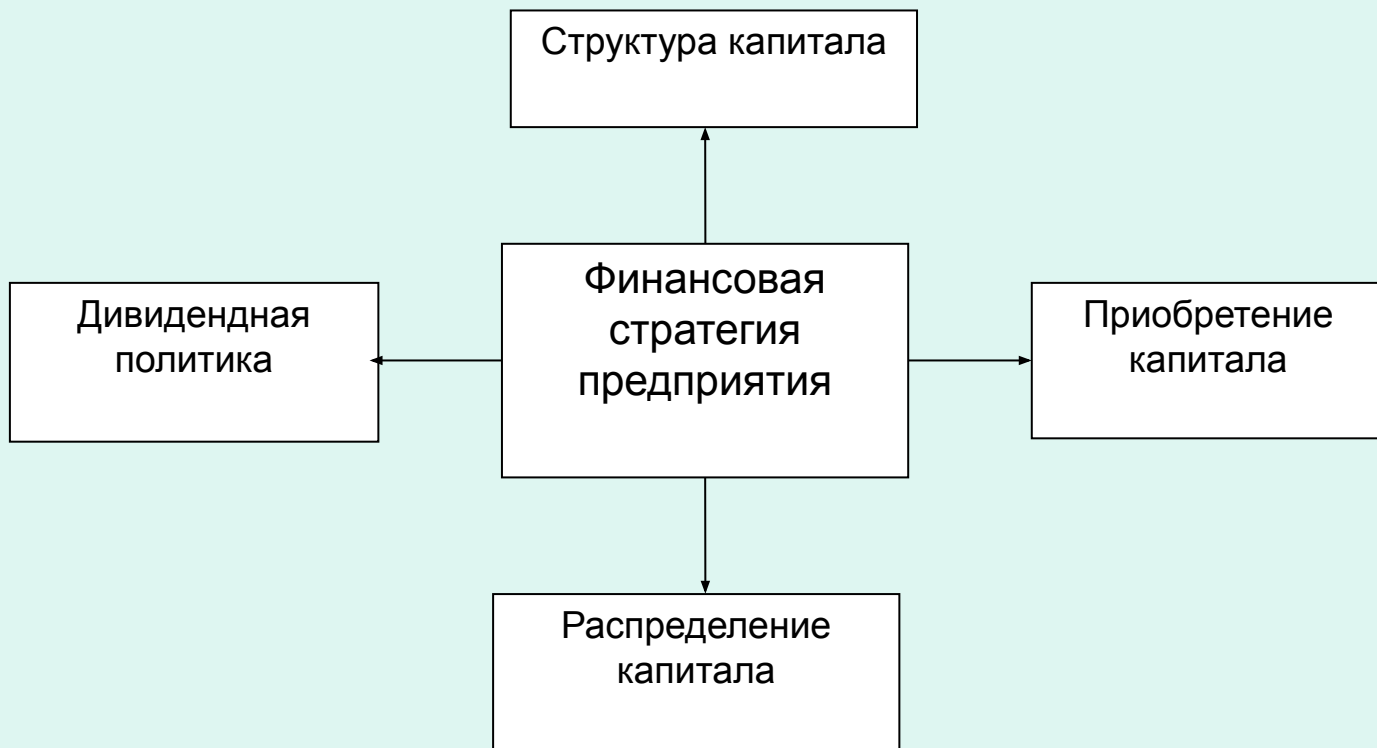 Структура капитала
Финансовая
стратегия
предприятия
Дивидендная
политика
Приобретение
капитала
Распределение
капитала